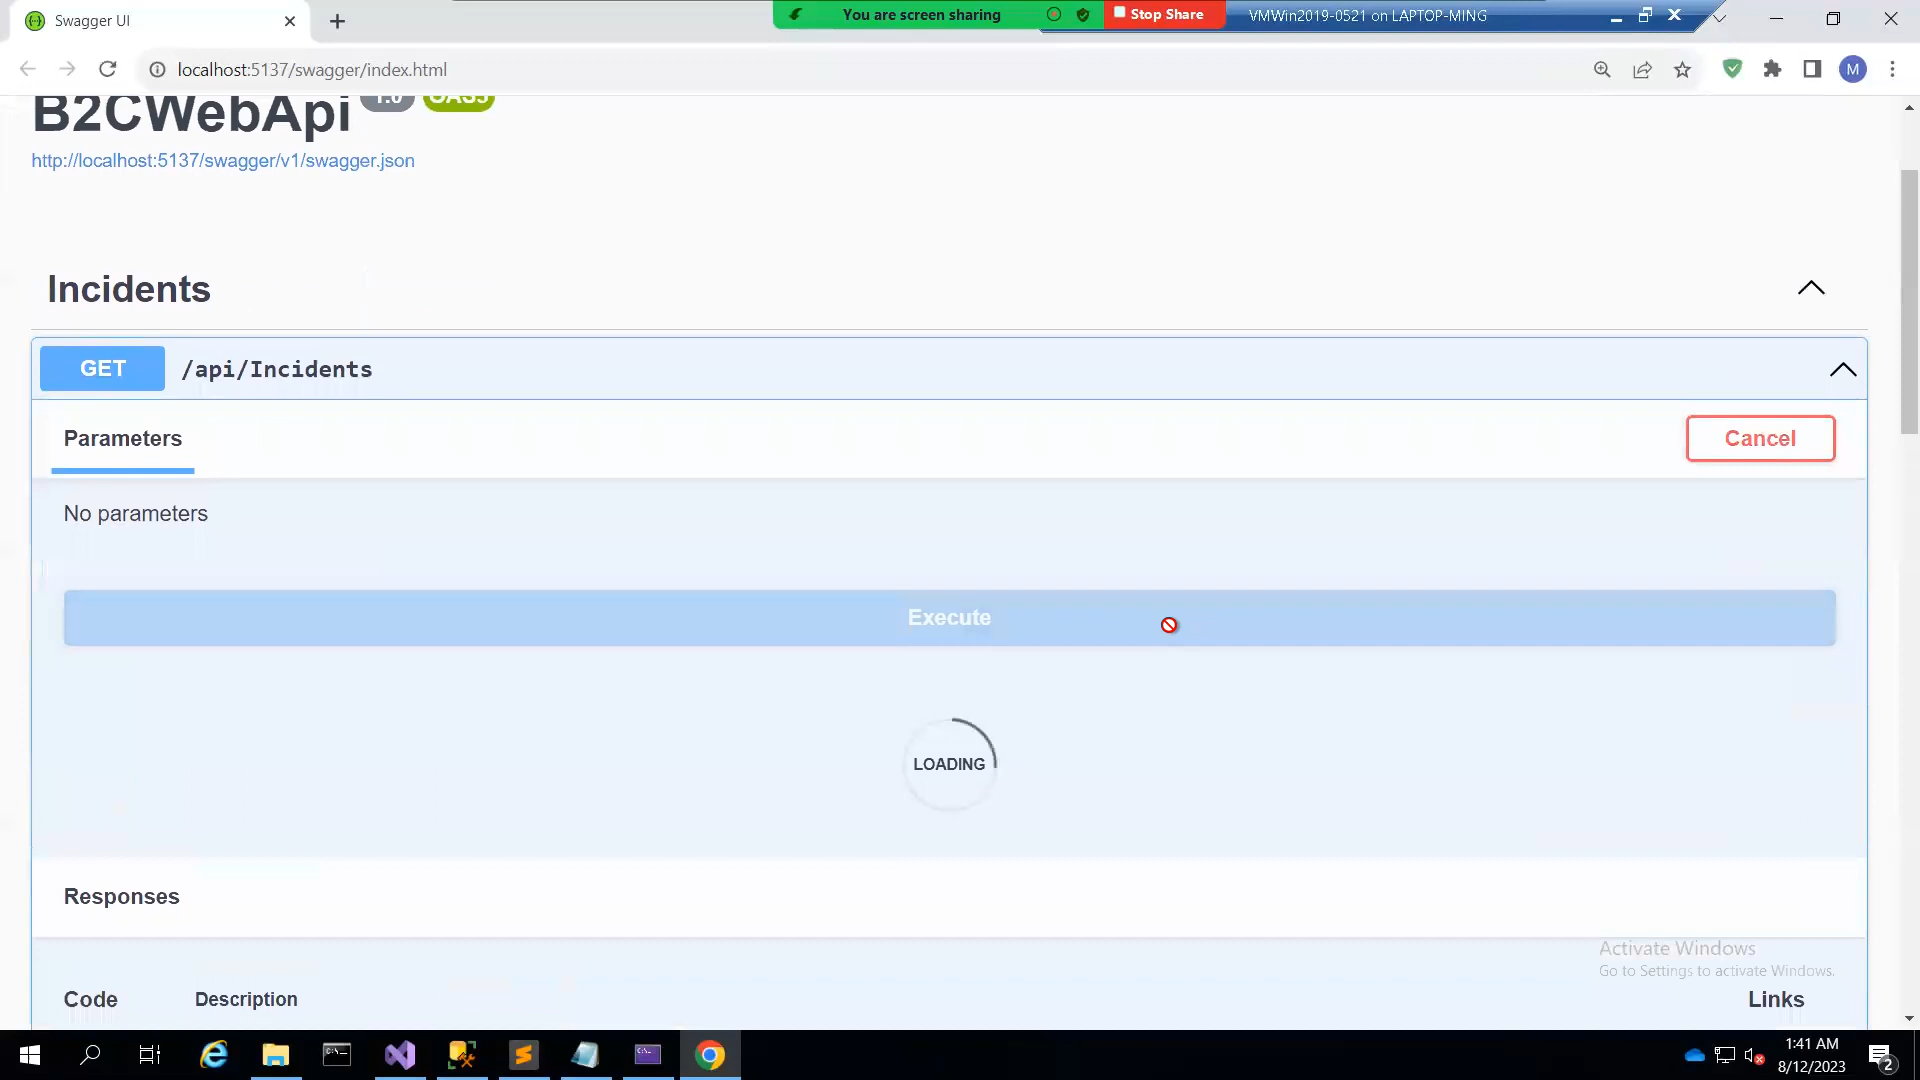 Swagger UI
You are screen sharing
Stop Share
VMWin2019-0521 on LAPTOP-MING
localhost:5137/swagger/index.html
M
B2CWebApi 1.0 OAS3
http://localhost:5137/swagger/v1/swagger.json
Incidents
GET /api/Incidents
Parameters
Cancel
No parameters
Execute
LOADING
Responses
Activate Windows
Go to Settings to activate Windows.
Code Description Links
1:41 AM
8/12/2023
2